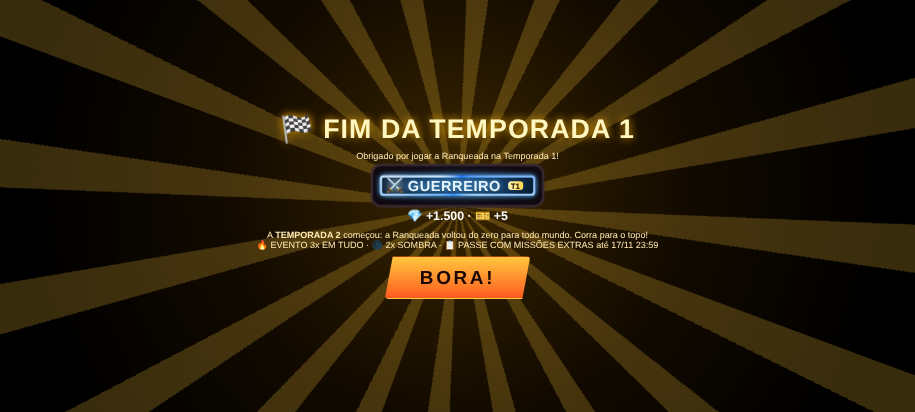 🏁 FIM DA TEMPORADA 1
Obrigado por jogar a Ranqueada na Temporada 1!
⚔️ GUERREIRO T1
💎 +1.500 · 🎫 +5
A TEMPORADA 2 começou: a Ranqueada voltou do zero para todo mundo. Corra para o topo!
🔥 EVENTO 3x EM TUDO · 🌑 2x SOMBRA · 📋 PASSE COM MISSÕES EXTRAS até 17/11 23:59
BORA!